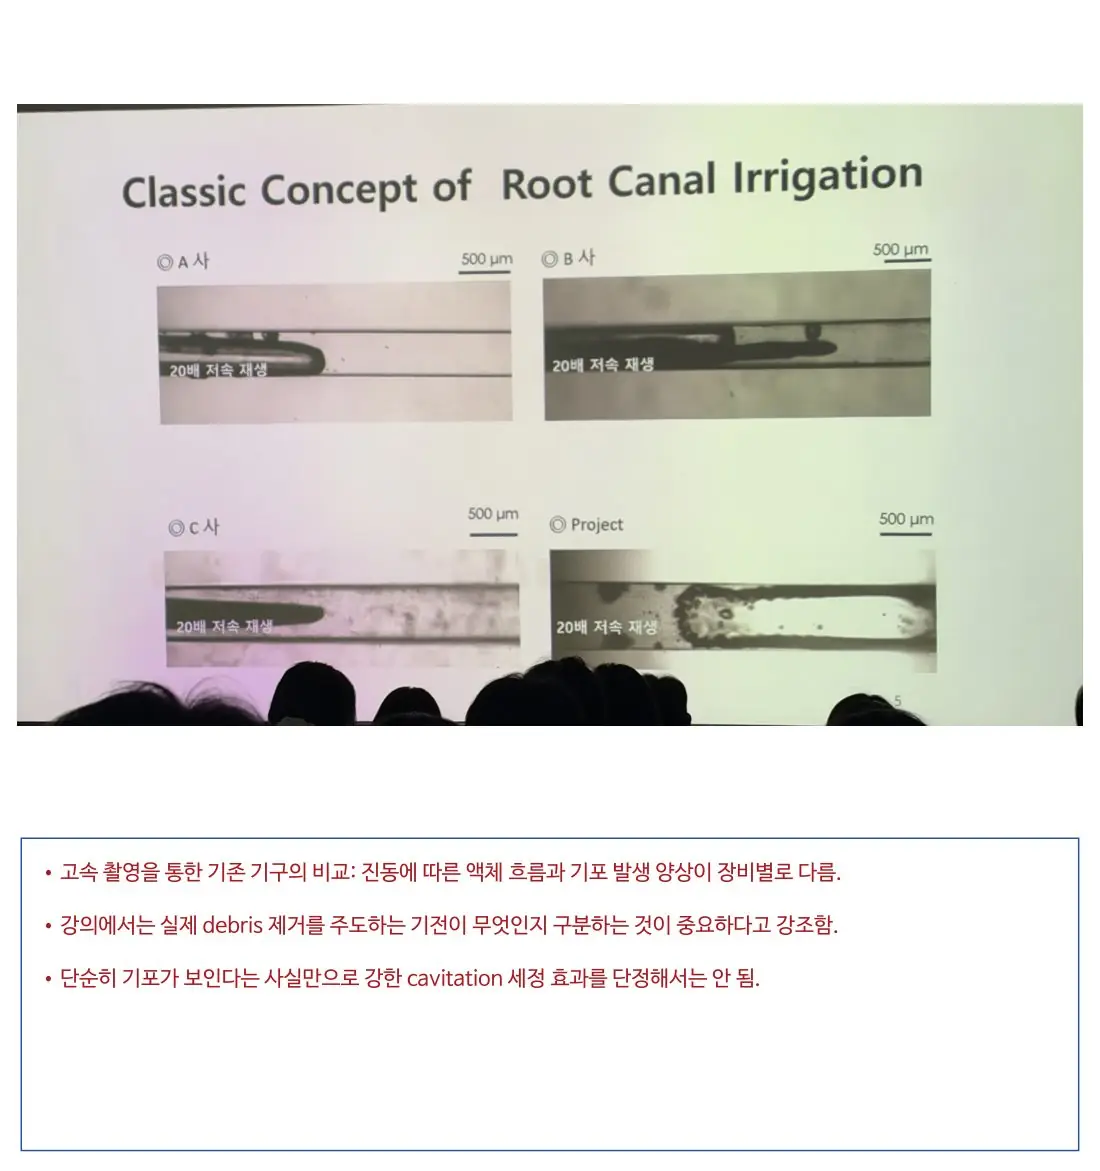 Classic Concept of Root Canal Irrigation
◎ A 사
500 µm
◎ B 사
500 µm
20배 저속 재생
20배 저속 재생
◎ C 사
500 µm
◎ Project
500 µm
20배 저속 재생
20배 저속 재생
5
• 고속 촬영을 통한 기존 기구의 비교: 진동에 따른 액체 흐름과 기포 발생 양상이 장비별로 다름.
• 강의에서는 실제 debris 제거를 주도하는 기전이 무엇인지 구분하는 것이 중요하다고 강조함.
• 단순히 기포가 보인다는 사실만으로 강한 cavitation 세정 효과를 단정해서는 안 됨.